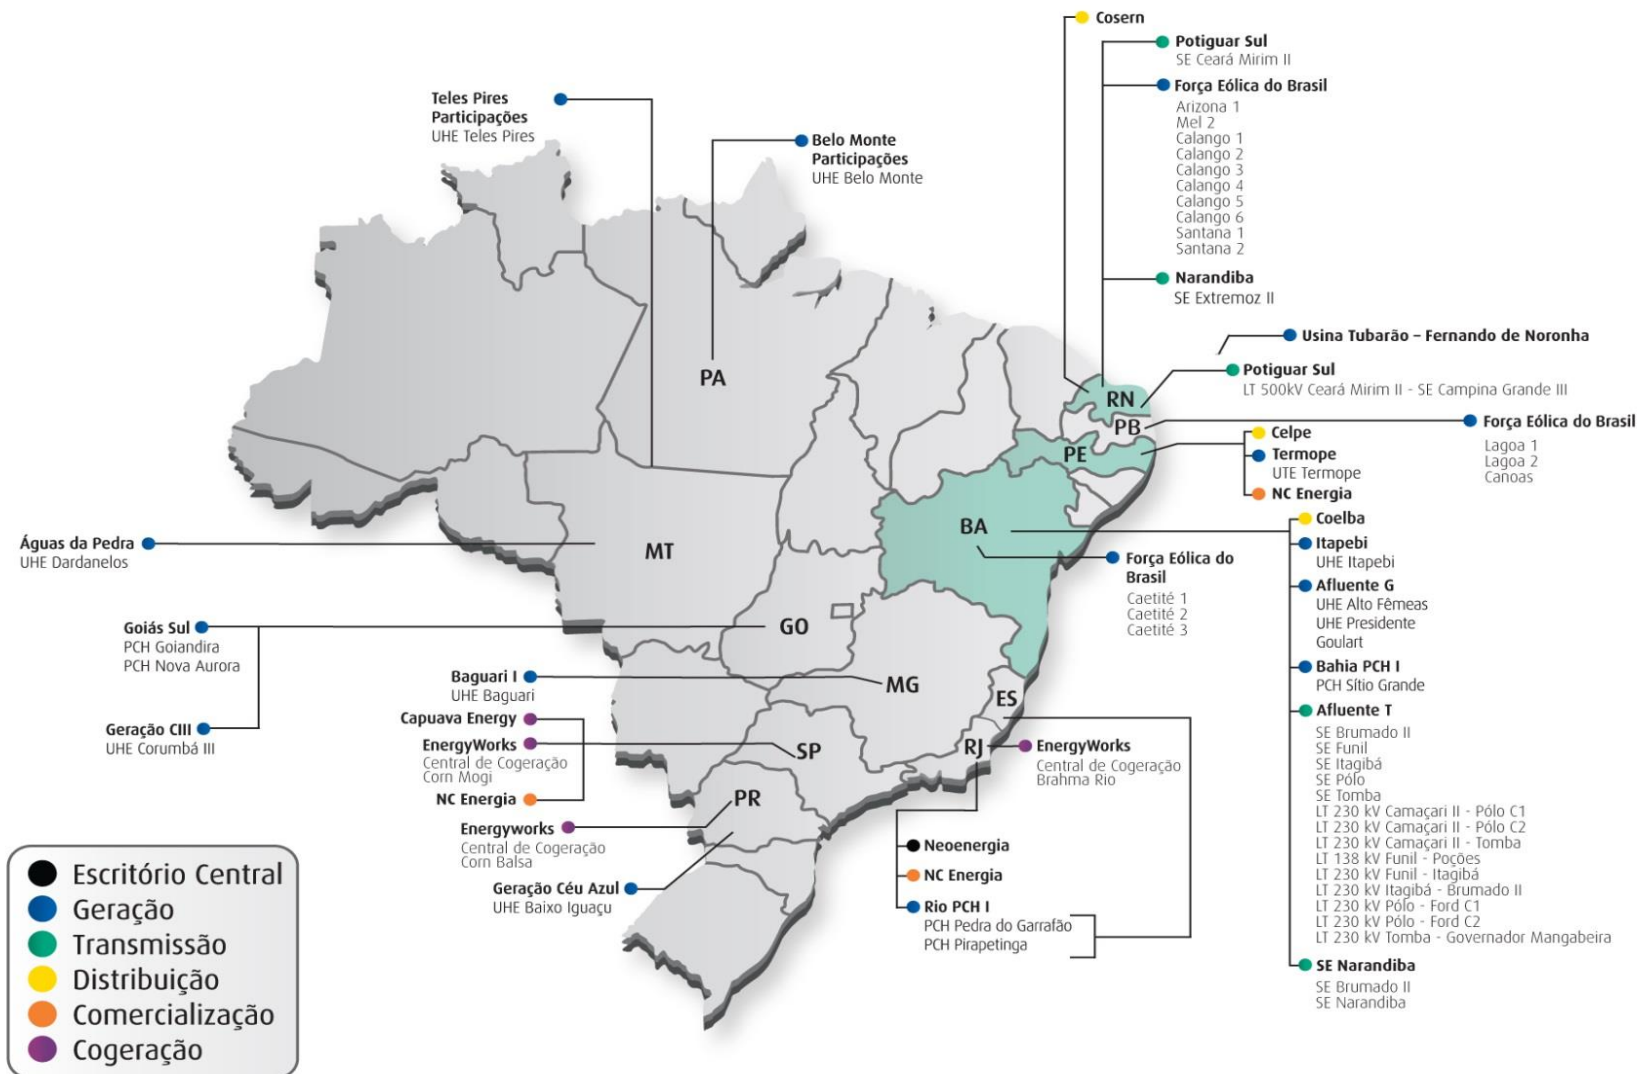 Cosern
Potiguar Sul
SE Ceará Mirim II
Força Eólica do Brasil
Arizona 1
Mel 2
Calango 1
Calango 2
Calango 3
Calango 4
Calango 5
Calango 6
Santana 1
Santana 2
Narandiba
SE Extremoz II
Teles Pires
Participações
UHE Teles Pires
Belo Monte
Participações
UHE Belo Monte
Usina Tubarão – Fernando de Noronha
Potiguar Sul
LT 500kV Ceará Mirim II - SE Campina Grande III
Força Eólica do Brasil
Lagoa 1
Lagoa 2
Canoas
Celpe
Termope
UTE Termope
NC Energia
PA
RN
PB
PE
BA
MT
GO
MG
ES
RJ
SP
PR
Coelba
Itapebi
UHE Itapebi
Afluente G
UHE Alto Fêmeas
UHE Presidente
Goulart
Bahia PCH I
PCH Sítio Grande
Afluente T
SE Brumado II
SE Funil
SE Itagibá
SE Pólo
SE Tomba
LT 230 kV Camaçari II - Pólo C1
LT 230 kV Camaçari II - Pólo C2
LT 230 kV Camaçari II - Tomba
LT 138 kV Funil - Poções
LT 230 kV Funil - Itagibá
LT 230 kV Itagibá - Brumado II
LT 230 kV Pólo - Ford C1
LT 230 kV Pólo - Ford C2
LT 230 kV Tomba - Governador Mangabeira
SE Narandiba
SE Brumado II
SE Narandiba
Força Eólica do
Brasil
Caetité 1
Caetité 2
Caetité 3
Águas da Pedra
UHE Dardanelos
Goiás Sul
PCH Goiandira
PCH Nova Aurora
Geração CIII
UHE Corumbá III
Baguari I
UHE Baguari
Capuava Energy
EnergyWorks
Central de Cogeração
Corn Mogi
NC Energia
Energyworks
Central de Cogeração
Corn Balsa
Geração Céu Azul
UHE Baixo Iguaçu
EnergyWorks
Central de Cogeração
Brahma Rio
Neoenergia
NC Energia
Rio PCH I
PCH Pedra do Garrafão
PCH Pirapetinga
Escritório Central
Geração
Transmissão
Distribuição
Comercialização
Cogeração